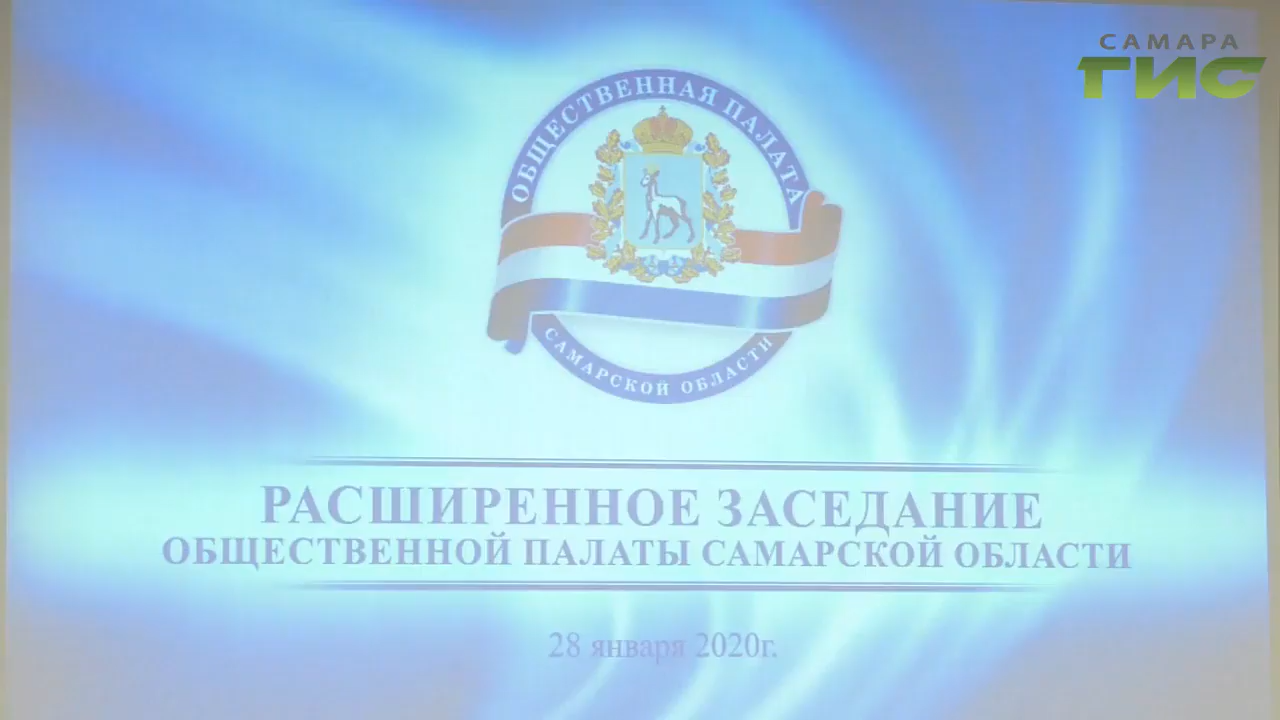 САМАРА
ГИС
ОБЩЕСТВЕННАЯ ПАЛАТА
САМАРСКОЙ ОБЛАСТИ
РАСШИРЕННОЕ ЗАСЕДАНИЕ
ОБЩЕСТВЕННОЙ ПАЛАТЫ САМАРСКОЙ ОБЛАСТИ
28 января 2020г.